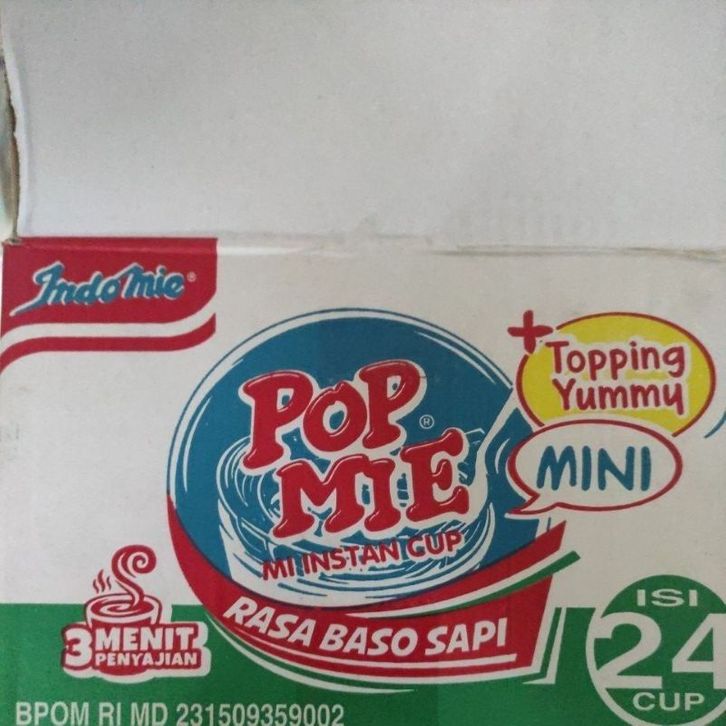 Indomie®
POP
MIE®
MI INSTAN CUP
RASA BASO SAPI
+ Topping
Yummy
MINI
3 MENIT
PENYAJIAN
ISI
24
CUP
BPOM RI MD 231509359002